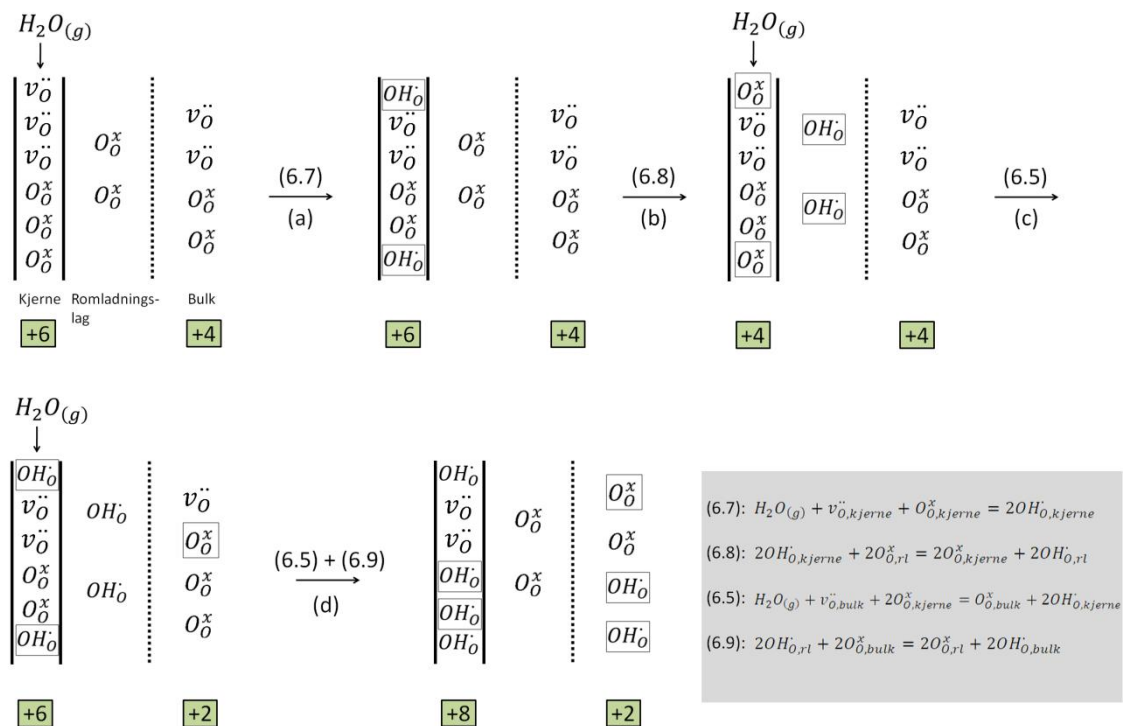 H₂O₍g₎
H₂O₍g₎
v_O^¨ OH_O^· O_O^x
v_O^¨ v_O^¨ v_O^¨ v_O^¨ v_O^¨ OH_O^· v_O^¨
O_O^x O_O^x
v_O^¨ v_O^¨ v_O^¨ v_O^¨ v_O^¨ v_O^¨
(6.7) (6.8) (6.5)
O_O^x O_O^x O_O^x O_O^x O_O^x O_O^x OH_O^· O_O^x
(a) (b) (c)
O_O^x O_O^x O_O^x O_O^x O_O^x O_O^x
O_O^x OH_O^· O_O^x
Kjerne Romladnings- Bulk
lag
+6 +4 +6 +4 +4 +4
H₂O₍g₎
OH_O^· OH_O^·
v_O^¨ OH_O^· v_O^¨ v_O^¨ O_O^x O_O^x
v_O^¨ O_O^x v_O^¨ O_O^x
(6.5) + (6.9)
O_O^x OH_O^· O_O^x OH_O^· O_O^x OH_O^·
(d)
O_O^x O_O^x OH_O^· OH_O^·
OH_O^· OH_O^·
+6 +2 +8 +2
(6.7): H₂O₍g₎ + v_{O,kjerne}^¨ + O_{O,kjerne}^x = 2OH_{O,kjerne}^·
(6.8): 2OH_{O,kjerne}^· + 2O_{O,rl}^x = 2O_{O,kjerne}^x + 2OH_{O,rl}^·
(6.5): H₂O₍g₎ + v_{O,bulk}^¨ + 2O_{O,kjerne}^x = O_{O,bulk}^x + 2OH_{O,kjerne}^·
(6.9): 2OH_{O,rl}^· + 2O_{O,bulk}^x = 2O_{O,rl}^x + 2OH_{O,bulk}^·